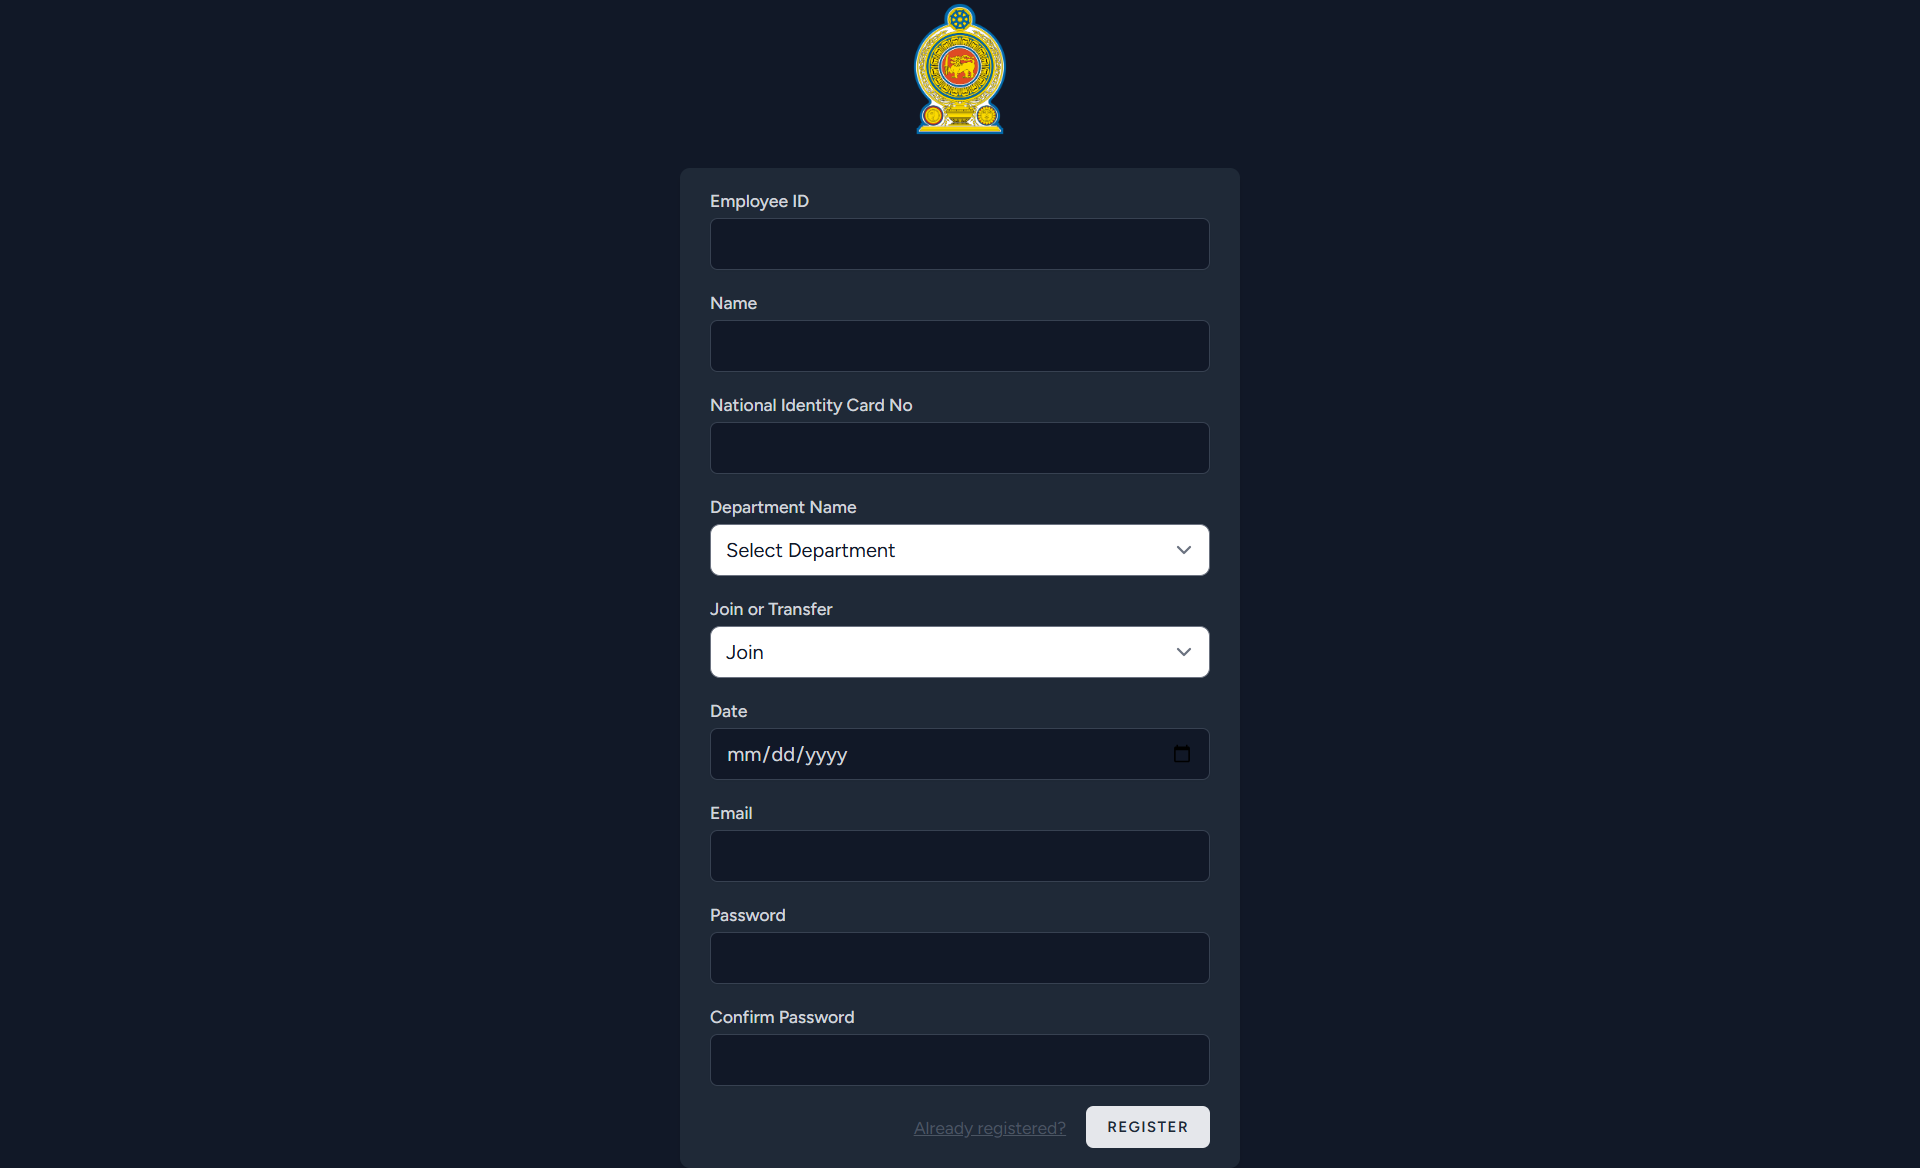 Employee ID
Name
National Identity Card No
Department Name
Select Department
Join or Transfer
Join
Date
mm/dd/yyyy
Email
Password
Confirm Password
Already registered? REGISTER